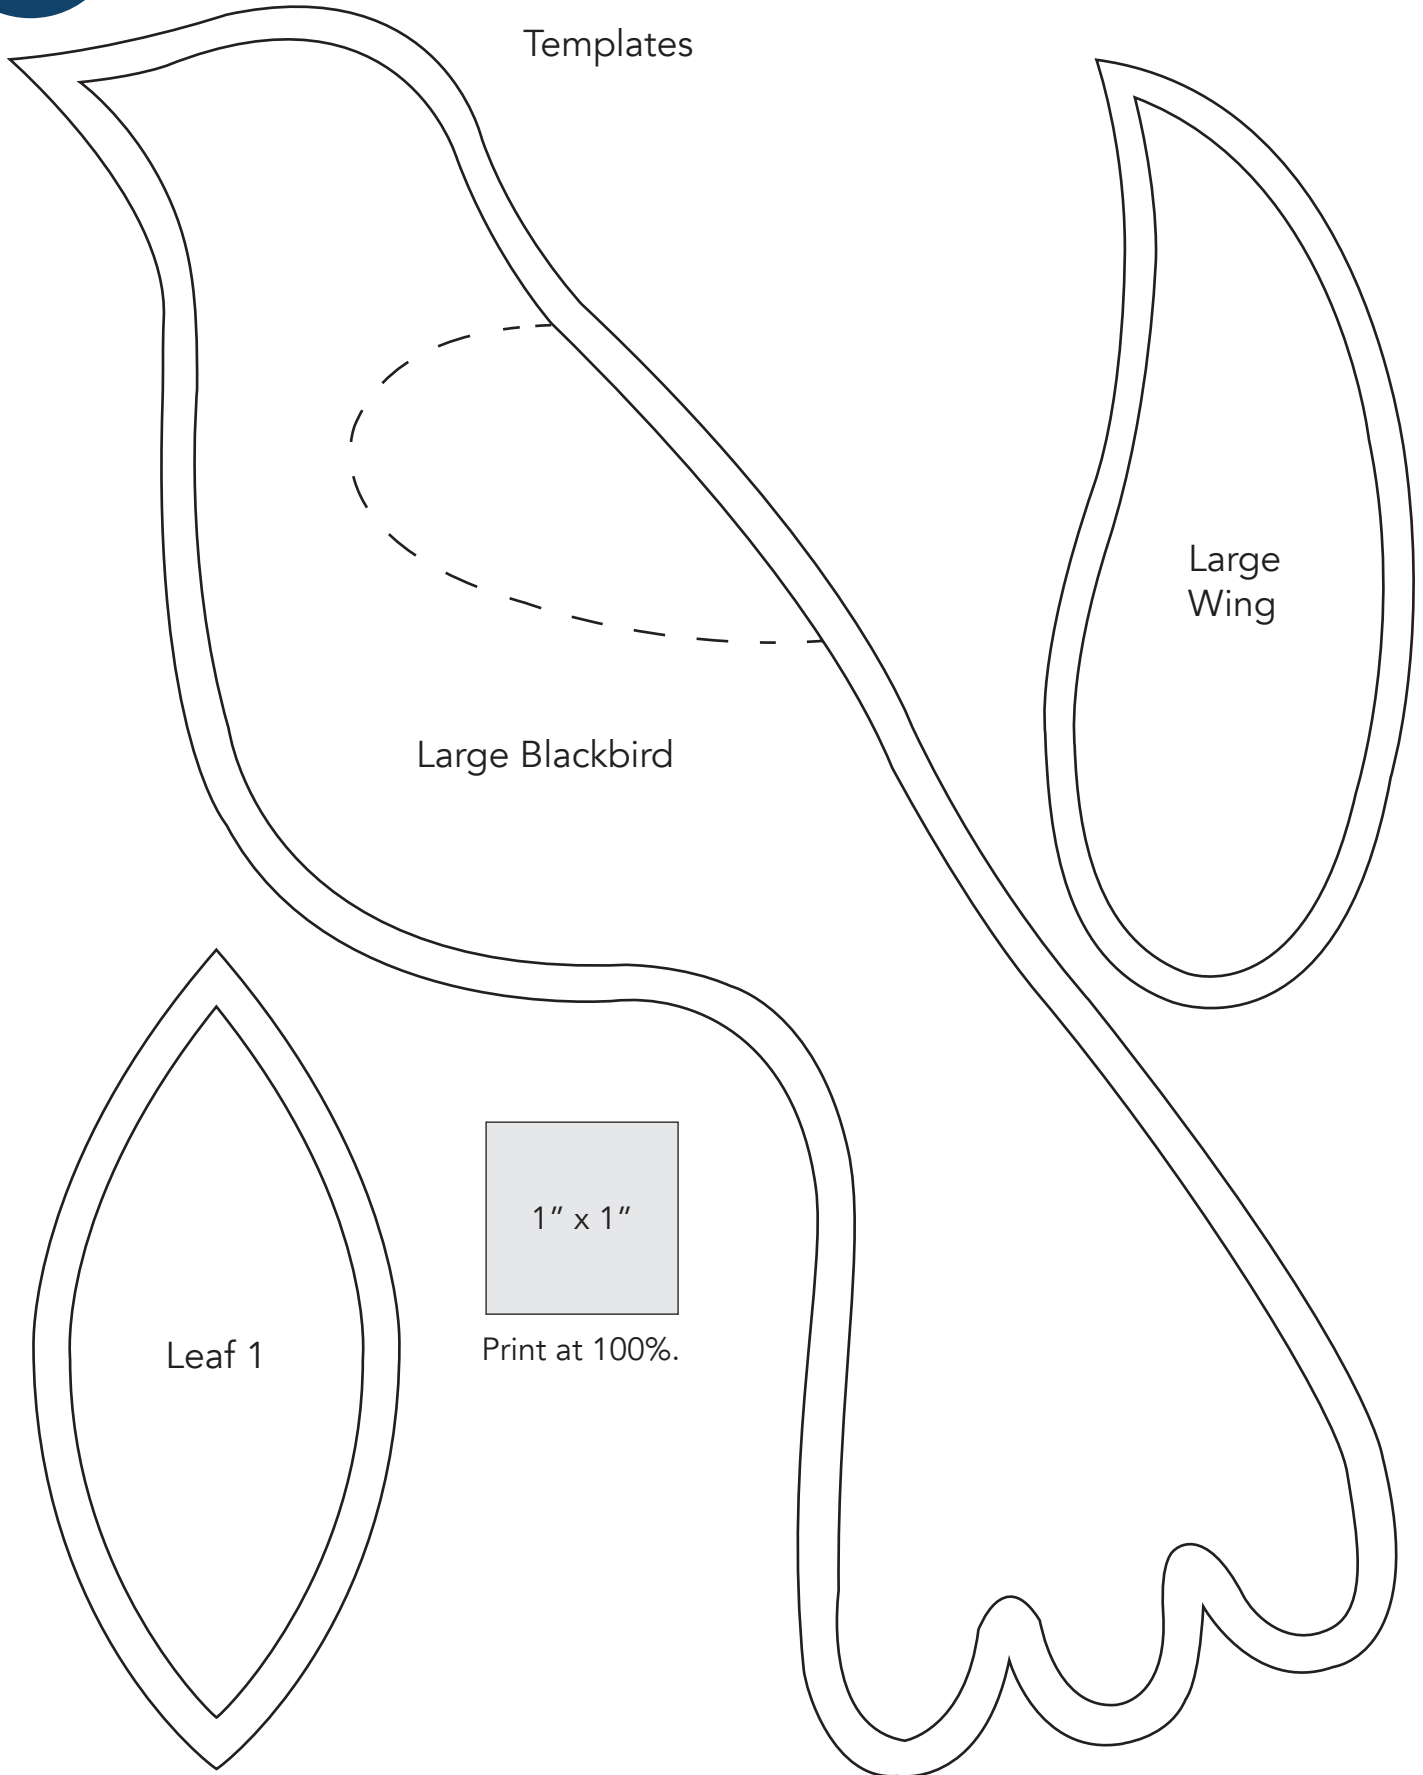 Templates
Large
Wing
Large Blackbird
1” x 1”
Print at 100%.
Leaf 1